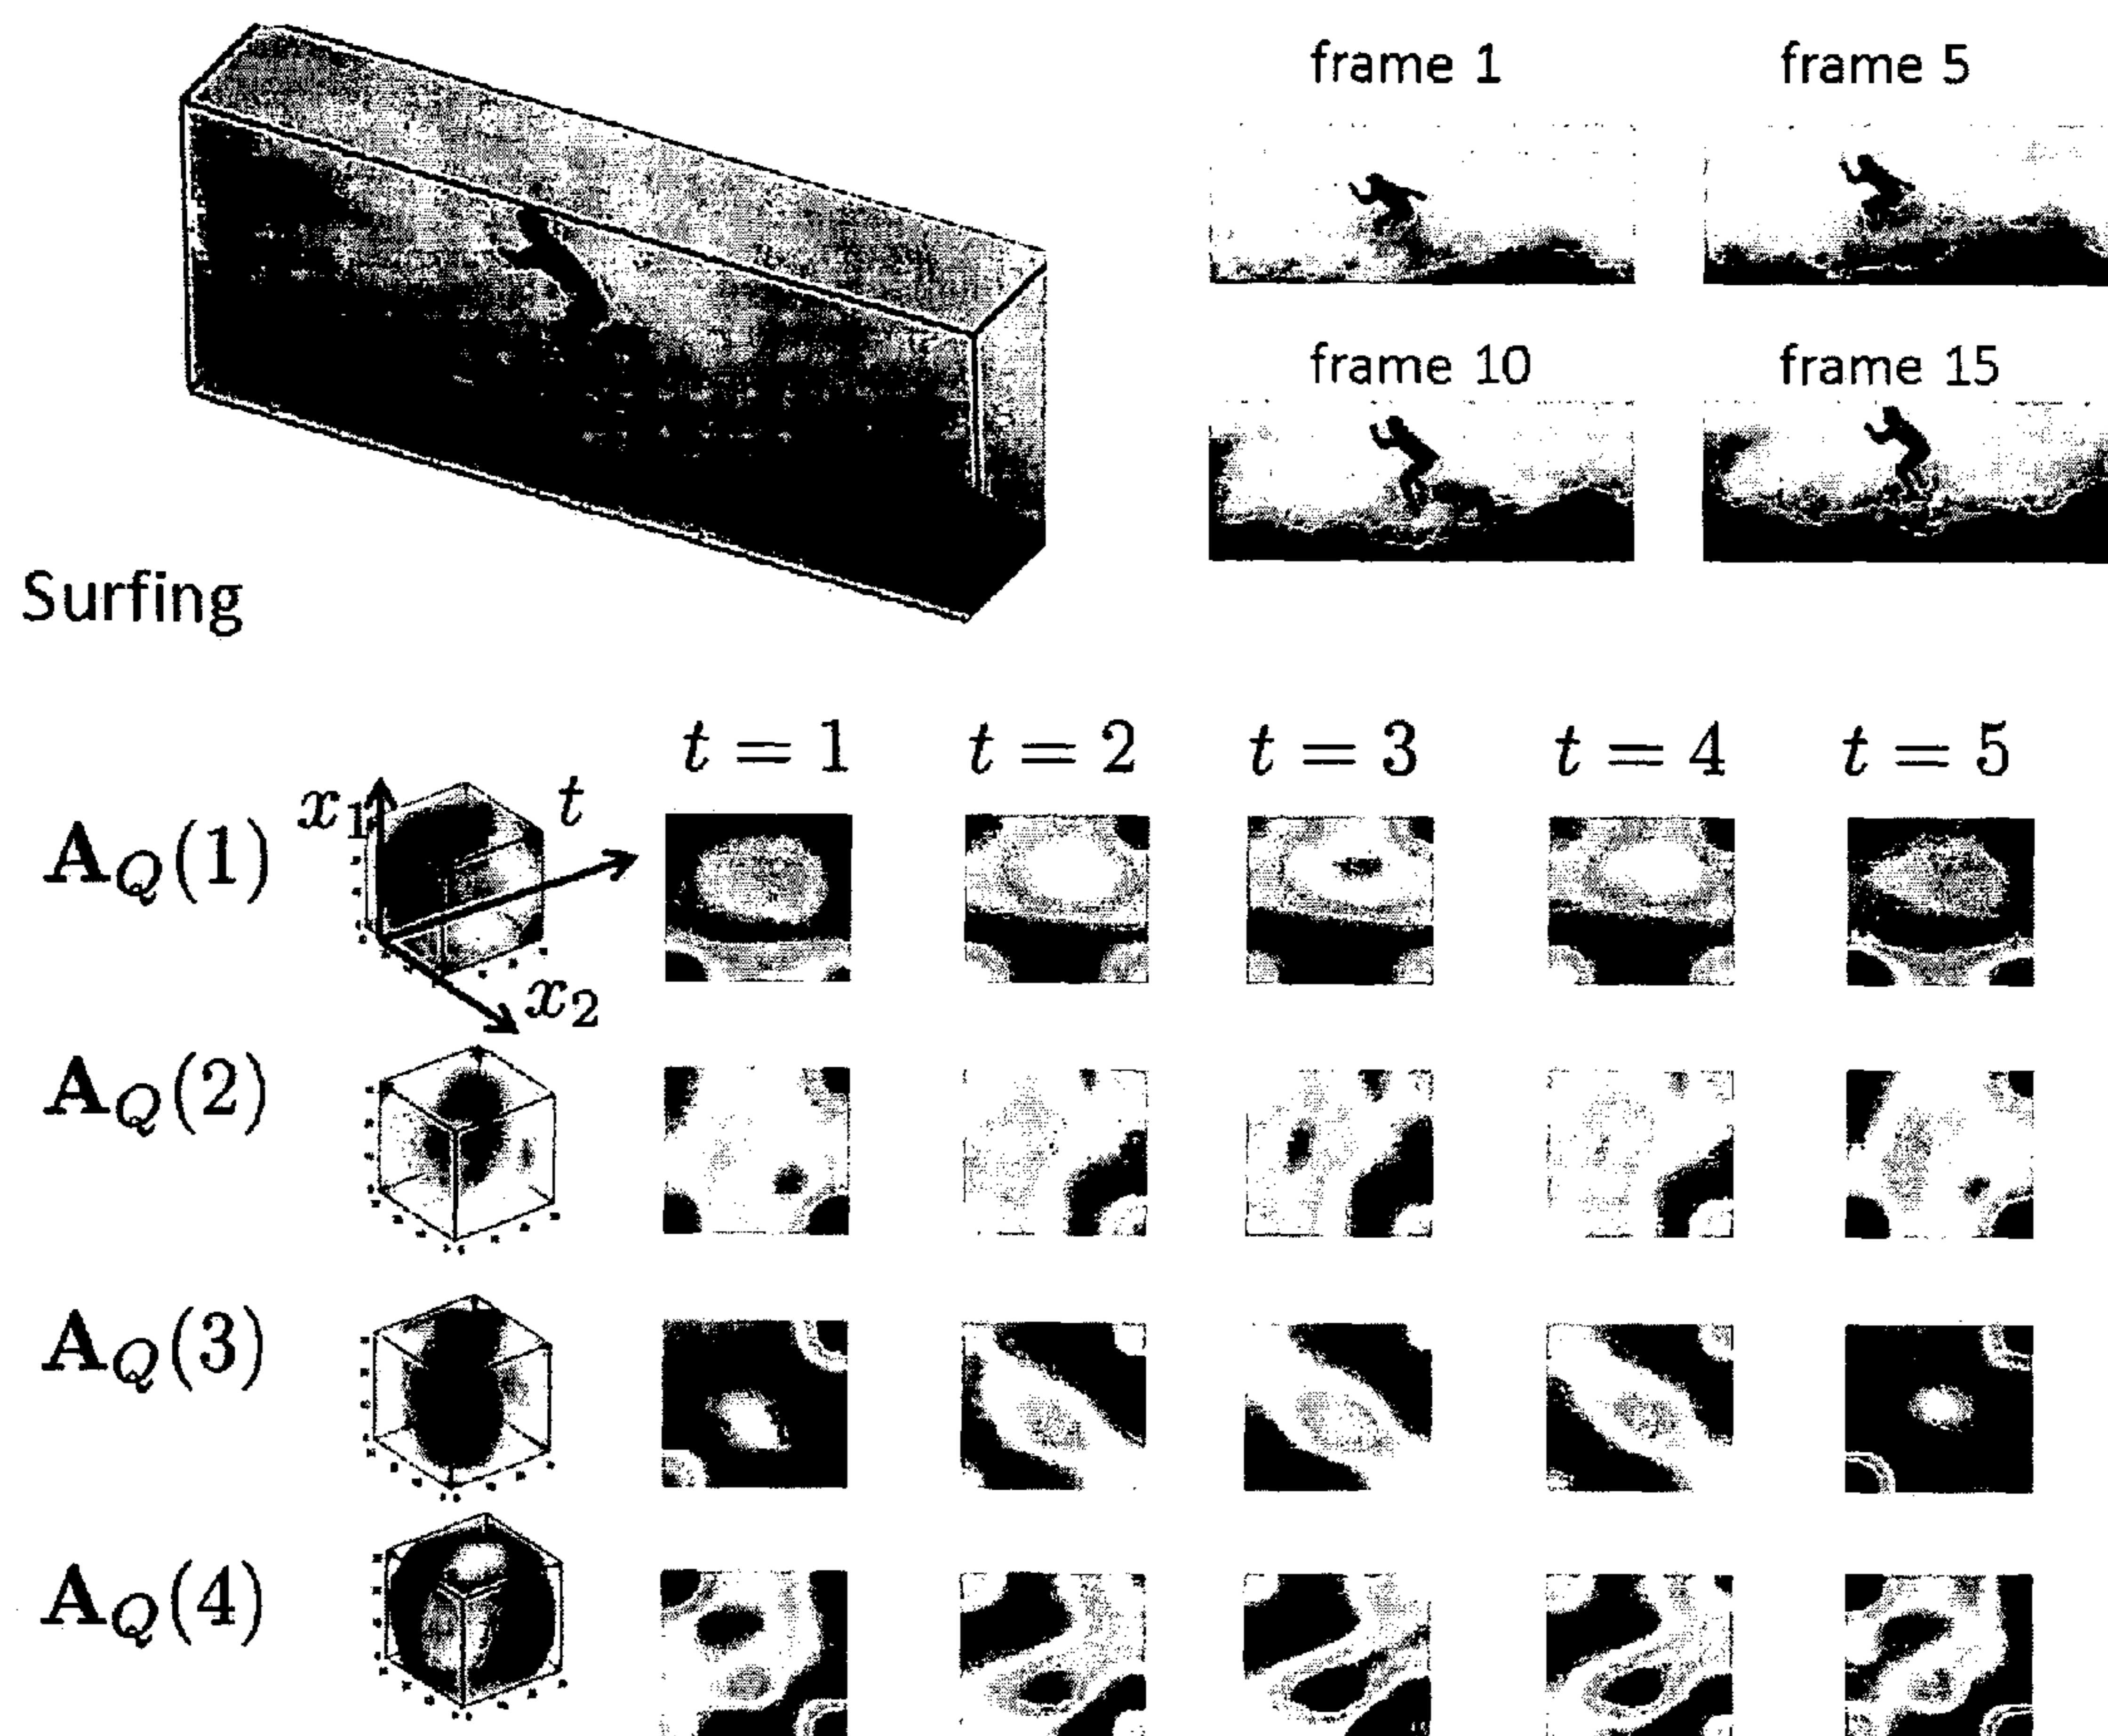 frame 1
frame 5
frame 10
frame 15
Surfing
t = 1
t = 2
t = 3
t = 4
t = 5
A_Q(1)
x_1
t
x_2
A_Q(2)
A_Q(3)
A_Q(4)